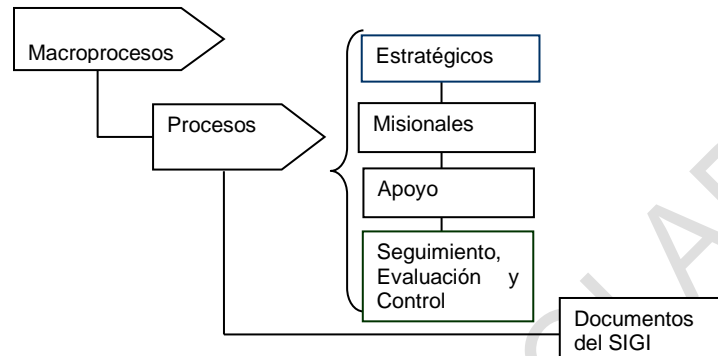 Macroprocesos
Estratégicos
Procesos
Misionales
Apoyo
Seguimiento,
Evaluación y
Control
Documentos
del SIGI